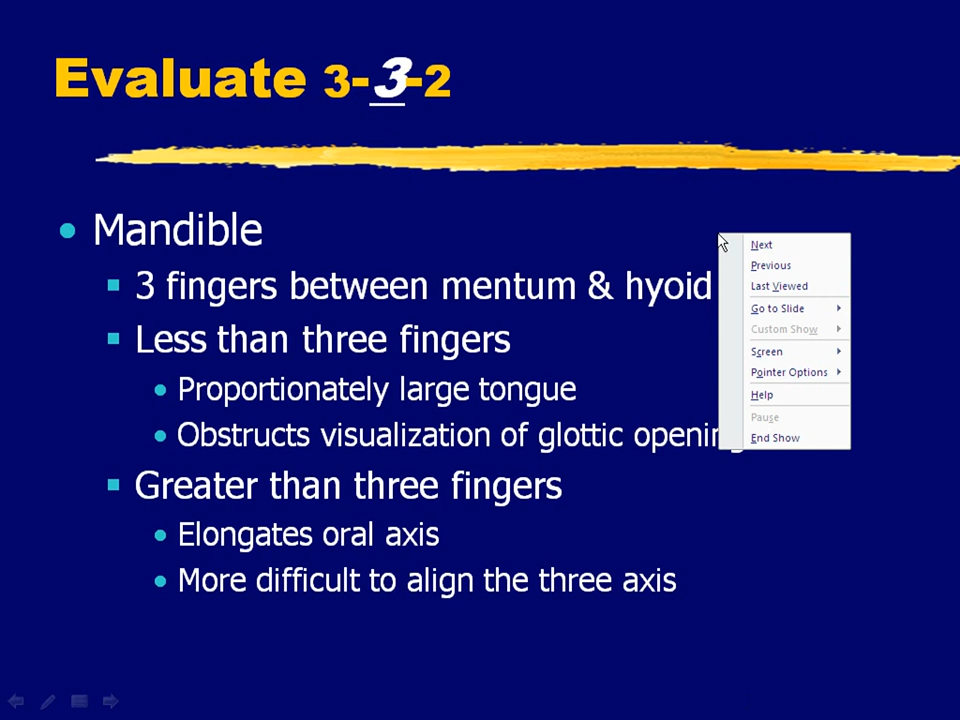 Evaluate 3-3-2
• Mandible
▪ 3 fingers between mentum & hyoid
▪ Less than three fingers
• Proportionately large tongue
• Obstructs visualization of glottic opening
▪ Greater than three fingers
• Elongates oral axis
• More difficult to align the three axis
Next
Previous
Last Viewed
Go to Slide
Custom Show
Screen
Pointer Options
Help
Pause
End Show